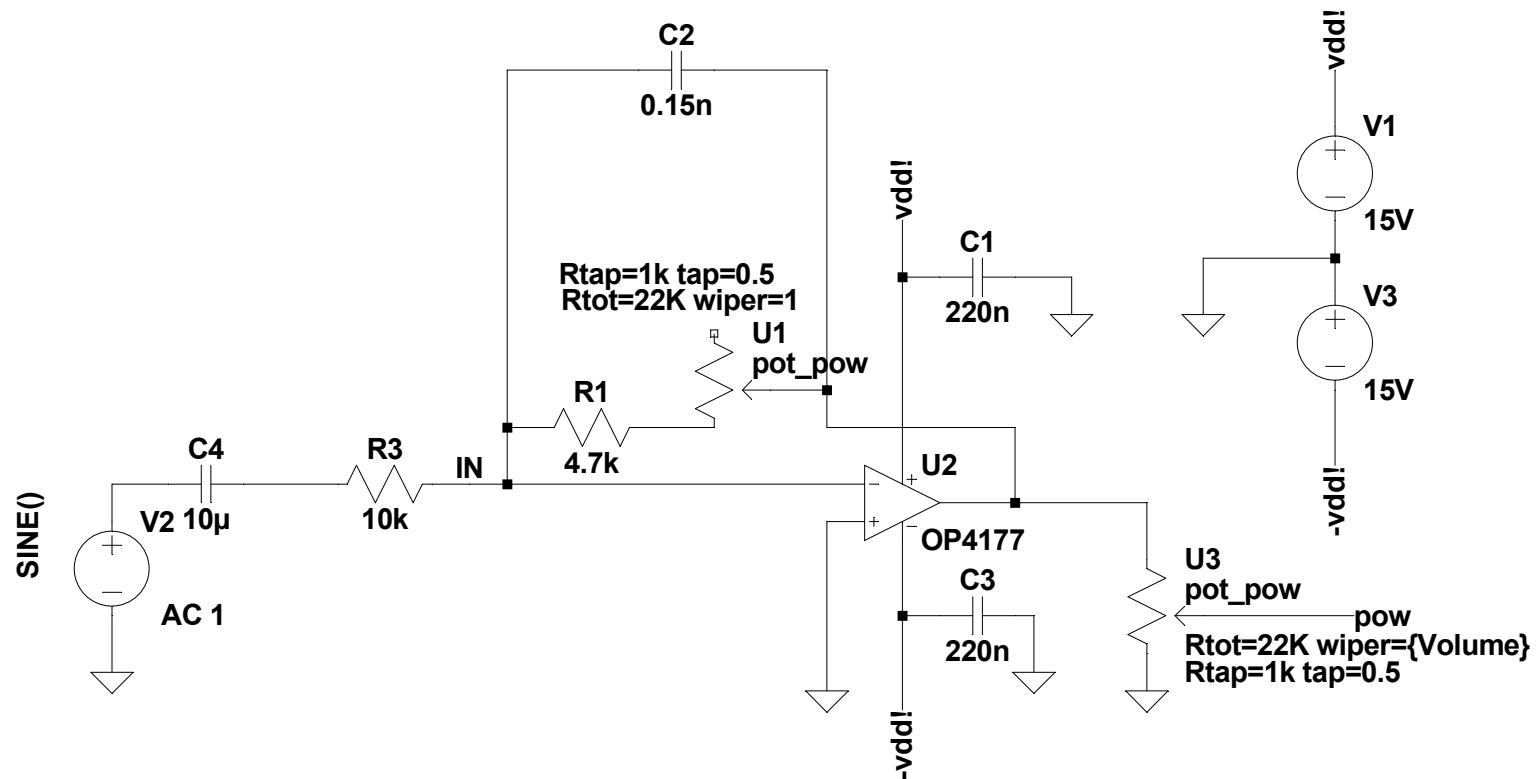 C2
0.15n
vdd!
V1
15V
vdd!
C1
220n
Rtap=1k tap=0.5
Rtot=22K wiper=1
U1
pot_pow
V3
15V
R1
4.7k
C4
10µ
R3
10k
IN
U2
OP4177
-vdd!
SINE()
V2
AC 1
C3
220n
U3
pot_pow
pow
Rtot=22K wiper={Volume}
Rtap=1k tap=0.5
-vdd!